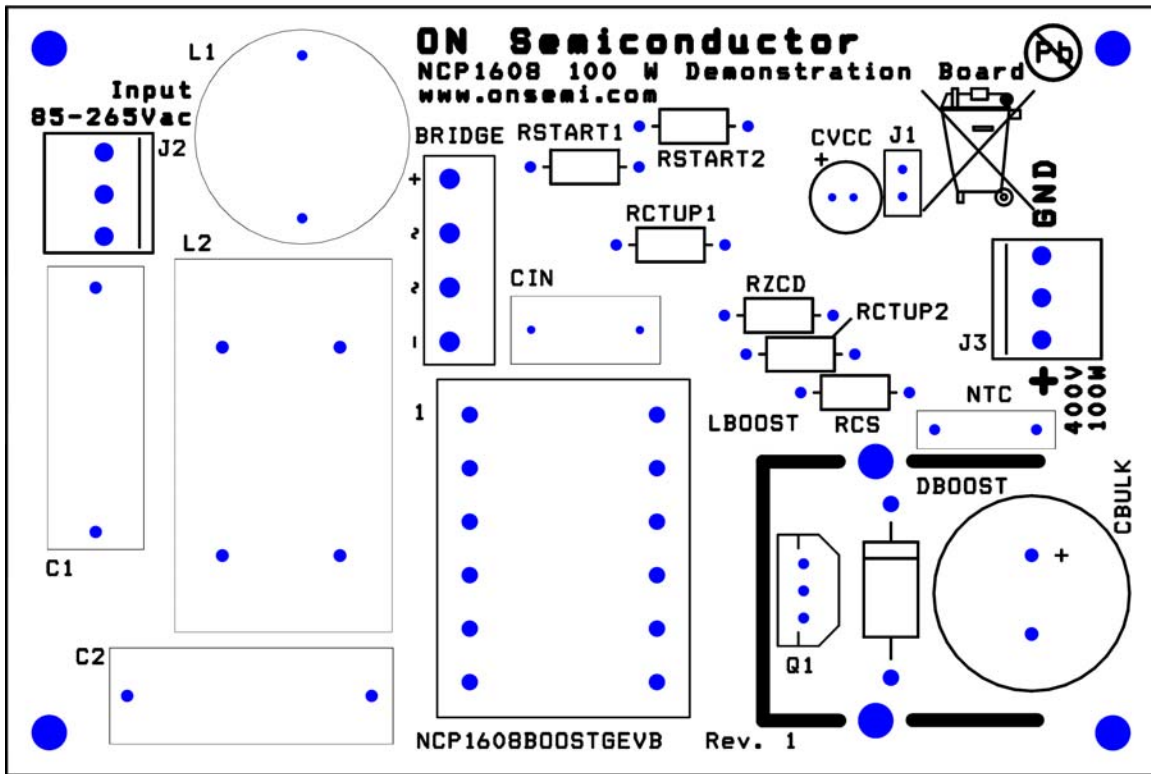 ON Semiconductor
NCP1608 100 W Demonstration Board
www.onsemi.com
Pb
L1
Input
85-265Vac
J2
BRIDGE
RSTART1
RSTART2
CVCC
+
J1
GND
+
~
~
-
RCTUP1
L2
CIN
RZCD
RCTUP2
J3
+
400V
100W
NTC
1
LBOOST
RCS
DBOOST
CBULK
+
C1
Q1
C2
NCP1608BOOSTGEVB Rev. 1